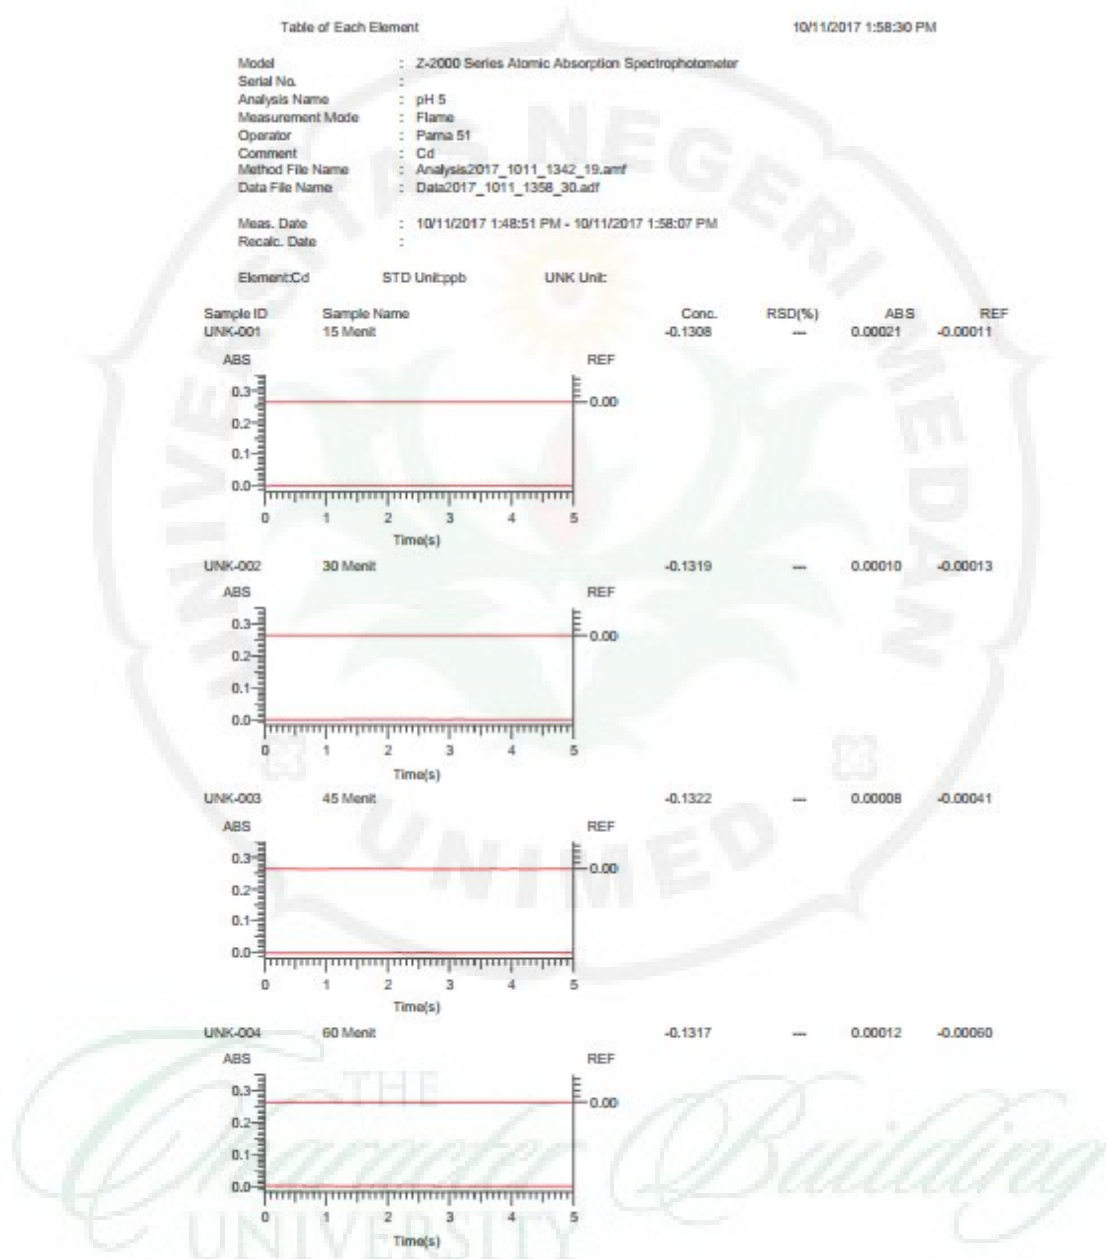 Table of Each Element 10/11/2017 1:58:30 PM
Model : Z-2000 Series Atomic Absorption Spectrophotometer
Serial No. :
Analysis Name : pH 5
Measurement Mode : Flame
Operator : Parna 51
Comment : Cd
Method File Name : Analysis2017_1011_1342_19.amf
Data File Name : Data2017_1011_1358_30.adf
Meas. Date : 10/11/2017 1:48:51 PM - 10/11/2017 1:58:07 PM
Recalc. Date :
Element:Cd STD Unit:ppb UNK Unit:
Sample ID Sample Name Conc. RSD(%) ABS REF
UNK-001 15 Menit -0.1308 --- 0.00021 -0.00011
ABS REF
0.3
0.00
0.2
0.1
0.0
0 1 2 3 4 5
Time(s)
UNK-002 30 Menit -0.1319 --- 0.00010 -0.00013
ABS REF
0.3
0.00
0.2
0.1
0.0
0 1 2 3 4 5
Time(s)
UNK-003 45 Menit -0.1322 --- 0.00008 -0.00041
ABS REF
0.3
0.00
0.2
0.1
0.0
0 1 2 3 4 5
Time(s)
UNK-004 60 Menit -0.1317 --- 0.00012 -0.00060
ABS REF
0.3
0.00
0.2
0.1
0.0
0 1 2 3 4 5
Time(s)
UNIVERSITAS NEGERI MEDAN
UNIMED
THE
Character Building
UNIVERSITY